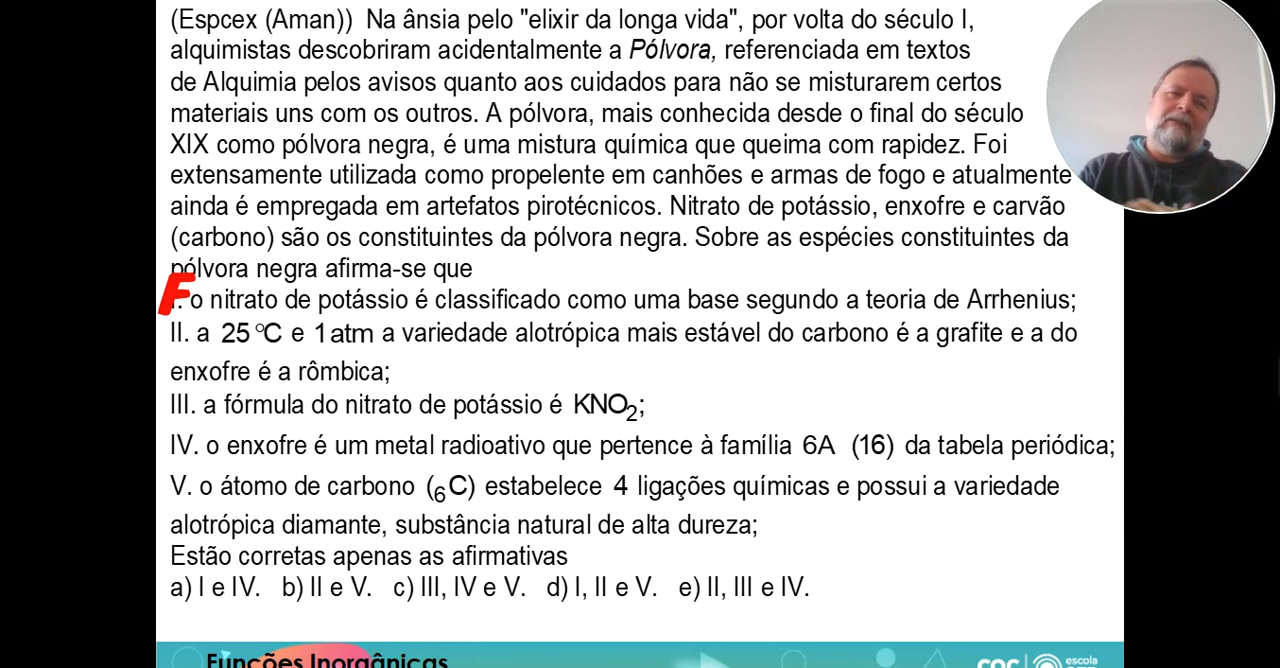 (Espcex (Aman)) Na ânsia pelo "elixir da longa vida", por volta do século I,
alquimistas descobriram acidentalmente a Pólvora, referenciada em textos
de Alquimia pelos avisos quanto aos cuidados para não se misturarem certos
materiais uns com os outros. A pólvora, mais conhecida desde o final do século
XIX como pólvora negra, é uma mistura química que queima com rapidez. Foi
extensamente utilizada como propelente em canhões e armas de fogo e atualmente
ainda é empregada em artefatos pirotécnicos. Nitrato de potássio, enxofre e carvão
(carbono) são os constituintes da pólvora negra. Sobre as espécies constituintes da
pólvora negra afirma-se que
F o nitrato de potássio é classificado como uma base segundo a teoria de Arrhenius;
II. a 25 °C e 1 atm a variedade alotrópica mais estável do carbono é a grafite e a do
enxofre é a rômbica;
III. a fórmula do nitrato de potássio é KNO₂;
IV. o enxofre é um metal radioativo que pertence à família 6A (16) da tabela periódica;
V. o átomo de carbono (₆C) estabelece 4 ligações químicas e possui a variedade
alotrópica diamante, substância natural de alta dureza;
Estão corretas apenas as afirmativas
a) I e IV. b) II e V. c) III, IV e V. d) I, II e V. e) II, III e IV.
Funções Inorgânicas
escola